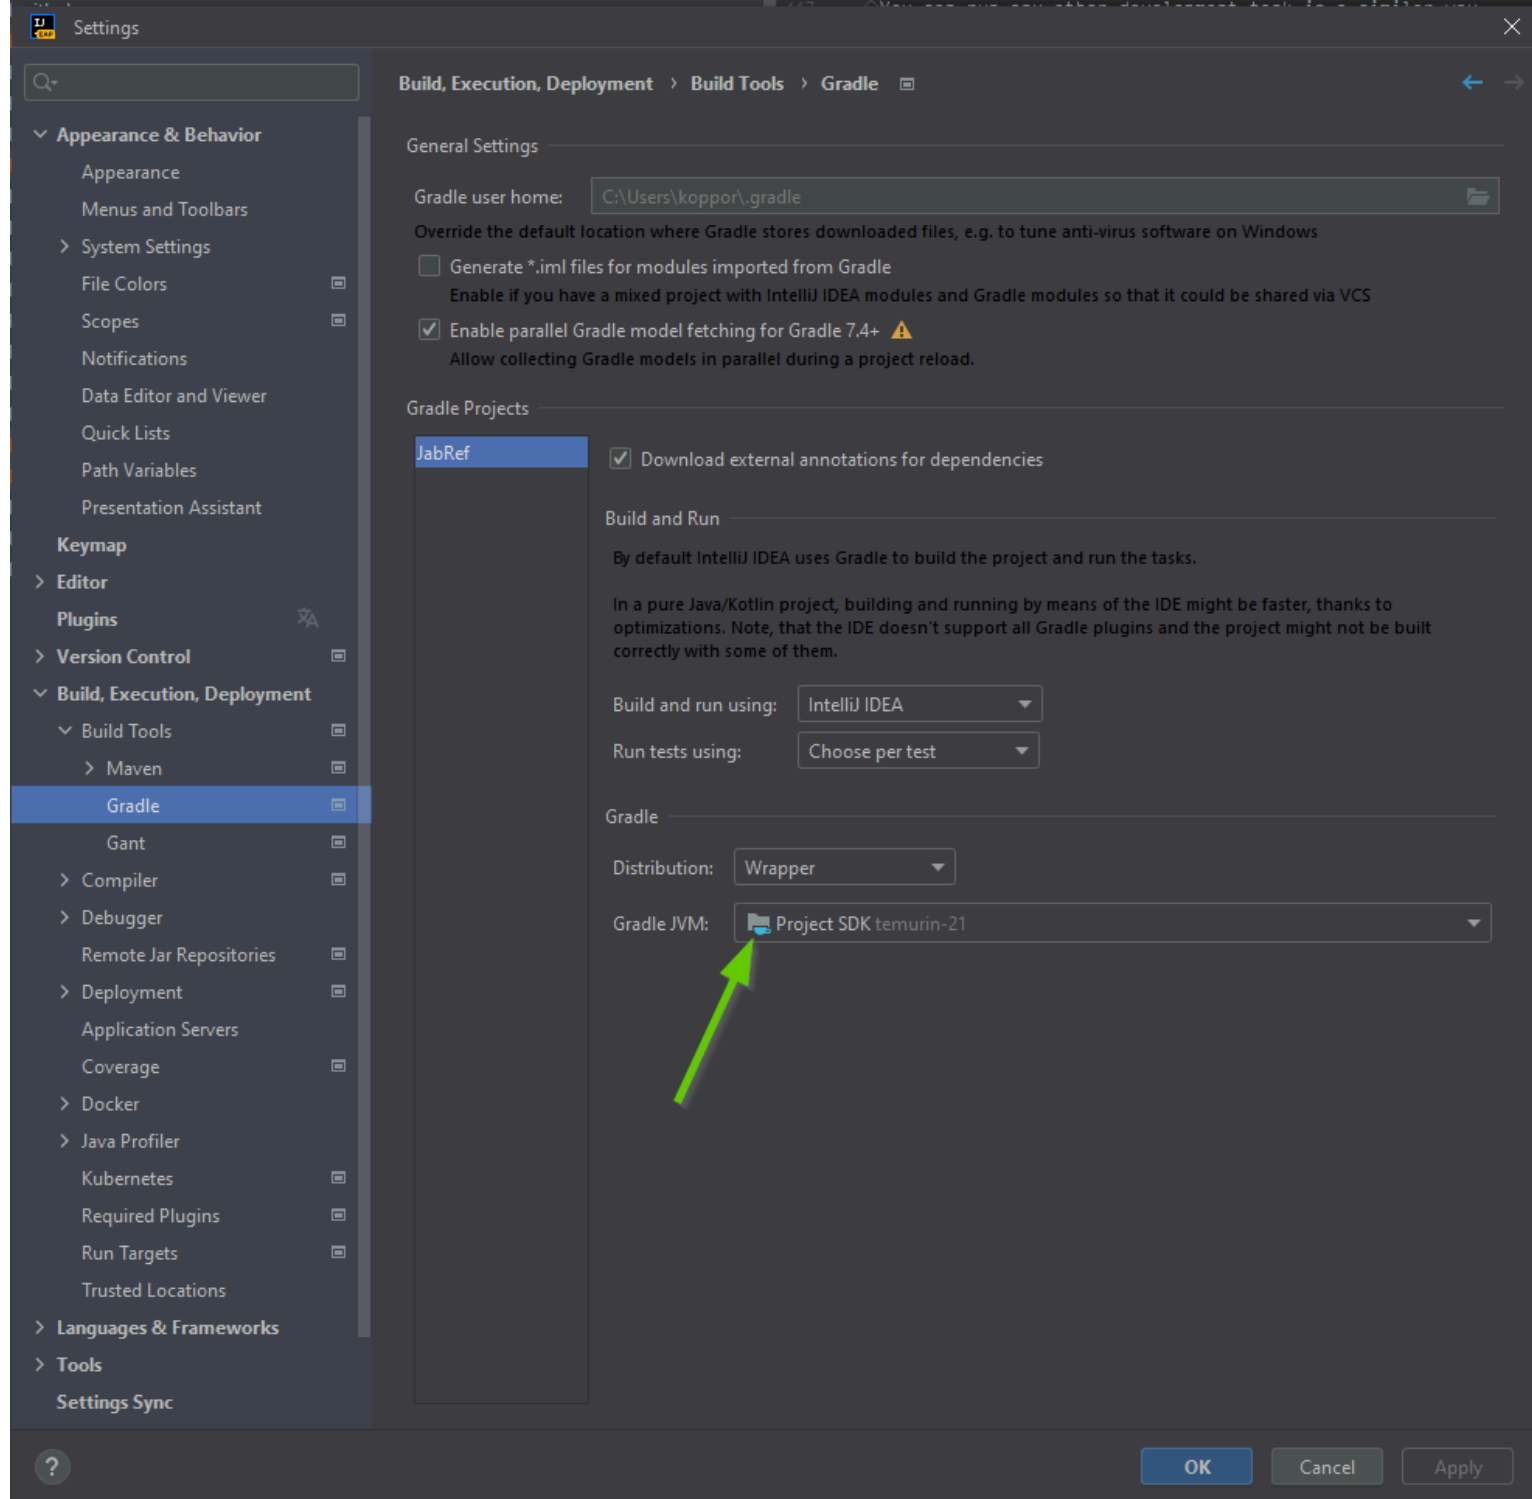 Settings
Build, Execution, Deployment › Build Tools › Gradle
Appearance & Behavior
Appearance
Menus and Toolbars
System Settings
File Colors
Scopes
Notifications
Data Editor and Viewer
Quick Lists
Path Variables
Presentation Assistant
Keymap
Editor
Plugins
Version Control
Build, Execution, Deployment
Build Tools
Maven
Gradle
Gant
Compiler
Debugger
Remote Jar Repositories
Deployment
Application Servers
Coverage
Docker
Java Profiler
Kubernetes
Required Plugins
Run Targets
Trusted Locations
Languages & Frameworks
Tools
Settings Sync
General Settings
Gradle user home: C:\Users\koppor\.gradle
Override the default location where Gradle stores downloaded files, e.g. to tune anti-virus software on Windows
Generate *.iml files for modules imported from Gradle
Enable if you have a mixed project with IntelliJ IDEA modules and Gradle modules so that it could be shared via VCS
Enable parallel Gradle model fetching for Gradle 7.4+
Allow collecting Gradle models in parallel during a project reload.
Gradle Projects
JabRef
Download external annotations for dependencies
Build and Run
By default IntelliJ IDEA uses Gradle to build the project and run the tasks.
In a pure Java/Kotlin project, building and running by means of the IDE might be faster, thanks to
optimizations. Note, that the IDE doesn't support all Gradle plugins and the project might not be built
correctly with some of them.
Build and run using: IntelliJ IDEA
Run tests using: Choose per test
Gradle
Distribution: Wrapper
Gradle JVM: Project SDK temurin-21
?
OK
Cancel
Apply